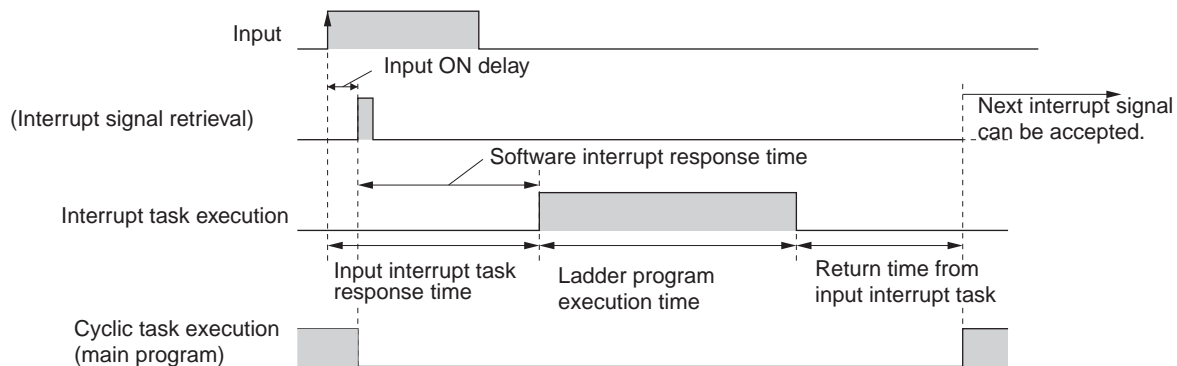 Input
Input ON delay
(Interrupt signal retrieval)
Next interrupt signal
can be accepted.
Software interrupt response time
Interrupt task execution
Input interrupt task
response time
Ladder program
execution time
Return time from
input interrupt task
Cyclic task execution
(main program)